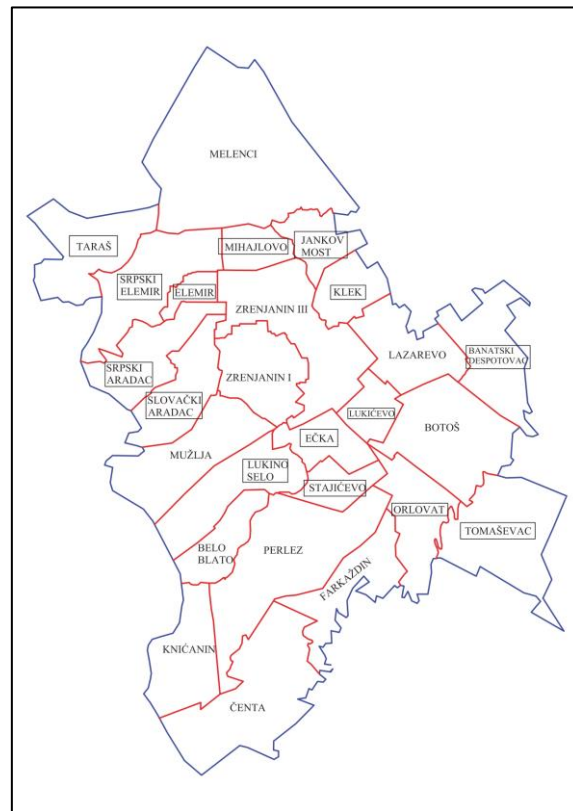 MELENCI
TARAŠ
MIHAJLOVO
JANKOV
MOST
SRPSKI
ELEMIR
ELEMIR
KLEK
ZRENJANIN III
LAZAREVO
BANATSKI
DESPOTOVAC
SRPSKI
ARADAC
ZRENJANIN I
SLOVAČKI
ARADAC
LUKIĆEVO
BOTOŠ
EČKA
MUŽLJA
LUKINO
SELO
STAJIĆEVO
ORLOVAT
TOMAŠEVAC
BELO
BLATO
PERLEZ
FARKAŽDIN
KNIĆANIN
ČENTA